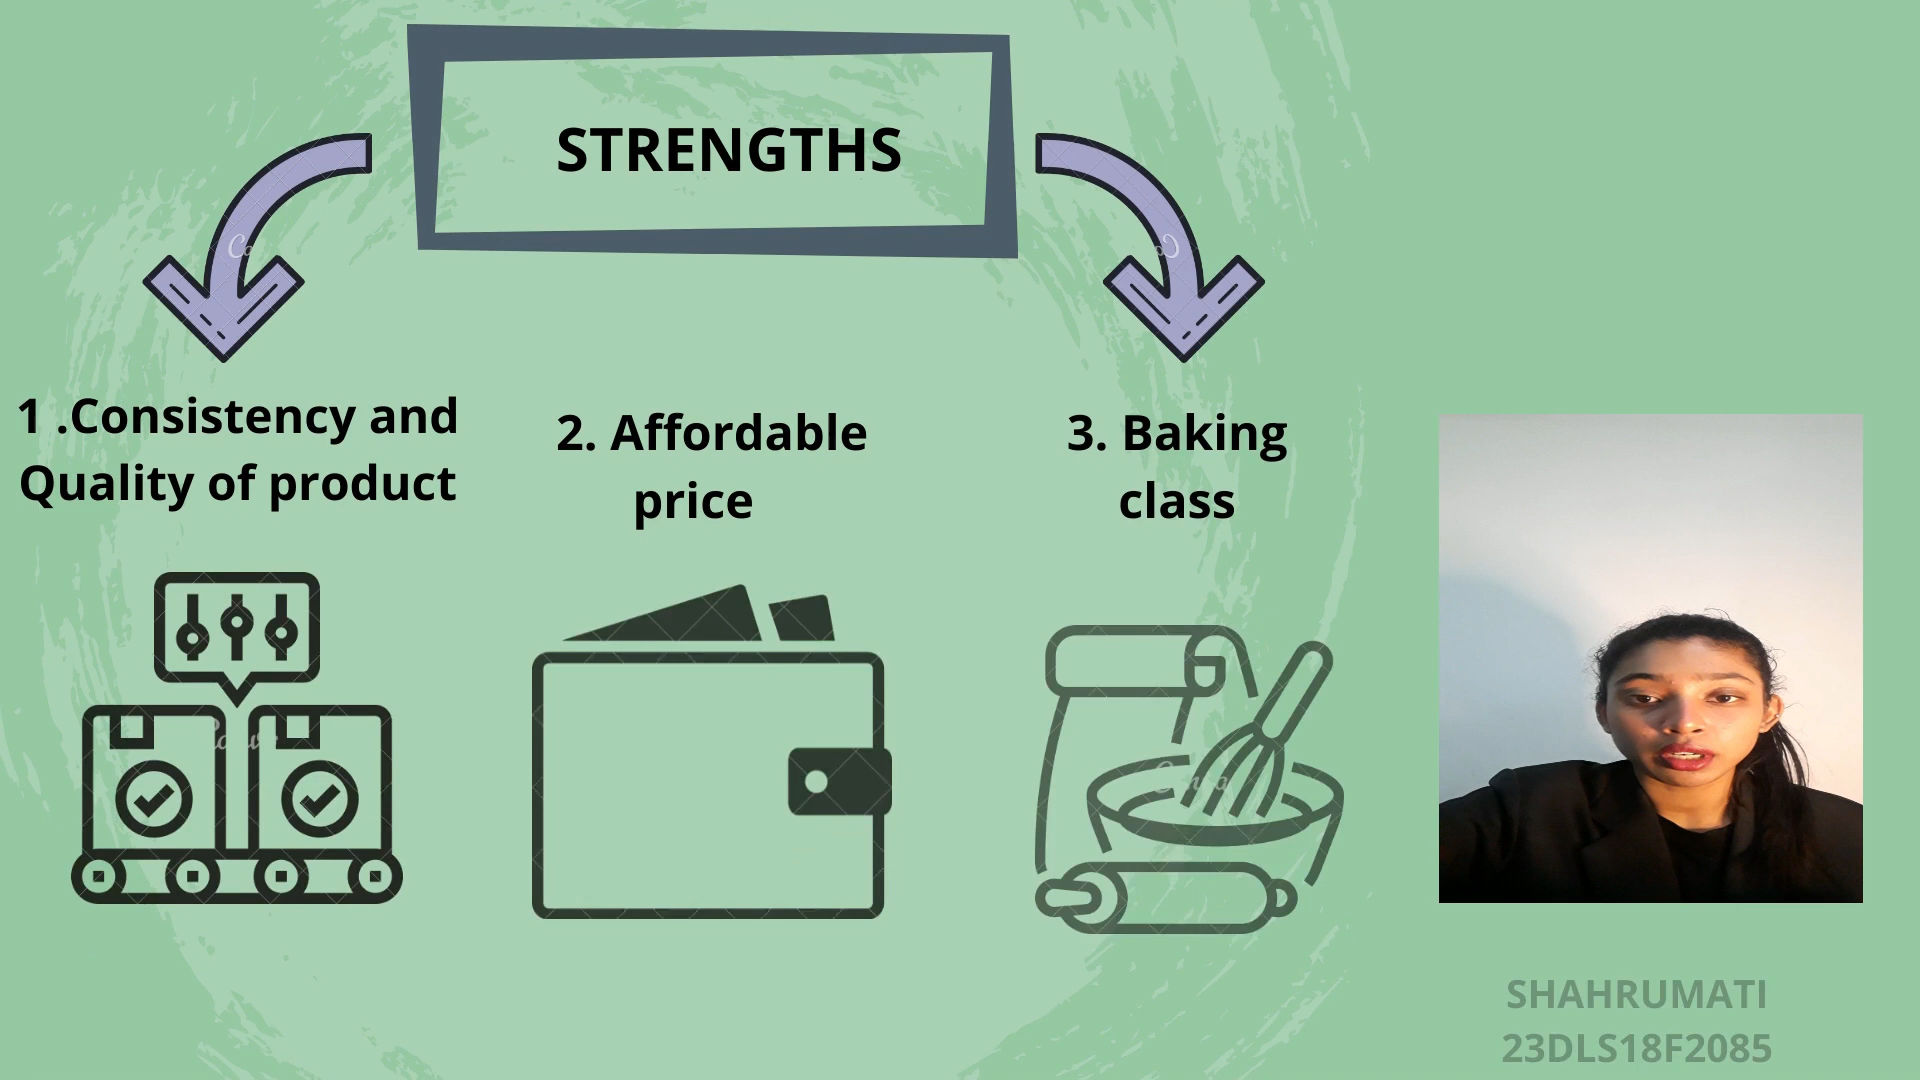 STRENGTHS
1 .Consistency and
Quality of product
2. Affordable
price
3. Baking
class
SHAHRUMATI
23DLS18F2085